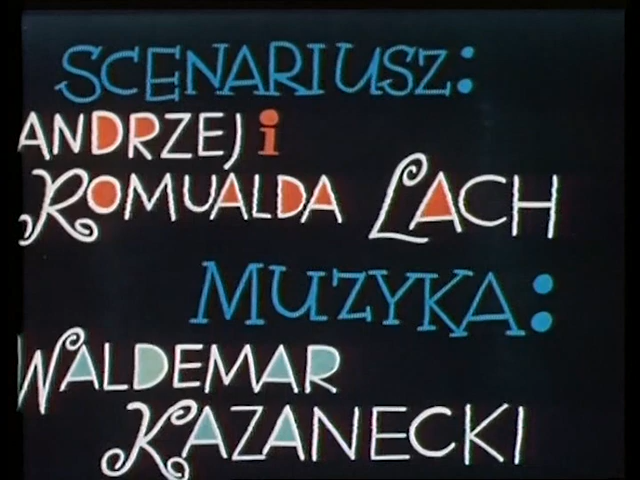 SCENARIUSZ:
ANDRZEJ i
ROMUALDA LACH
MUZYKA:
WALDEMAR
KAZANECKI